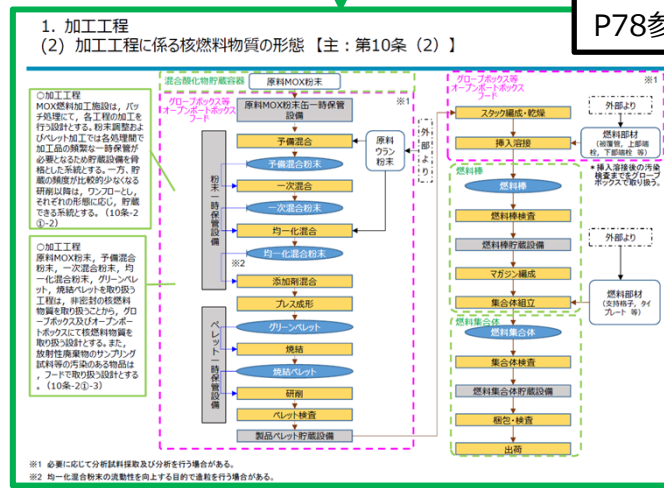 P78参
1. 加工工程
(2) 加工工程に係る核燃料物質の形態 【主：第10条（2）】
○加工工程
MOX燃料加工施設は，バッ
チ処理にて，各工程の加工を
行う設計とする。粉末調整およ
びペレット加工では各処理間で
加工品の頻繁な一時保管が
必要となるため貯蔵設備を骨
格とした系統とする。一方，貯
蔵の頻度が比較的少なくなる
研削以降は，ワンフローとし，
それぞれの形態に応じ，貯蔵
できる系統とする。（10条-2
①-2）
○加工工程
原料MOX粉末，予備混合粉
末，一次混合粉末，均
一化混合粉末，グリーンペレッ
ト，焼結ペレットを取り扱う
工程は，非密封の核燃料
物質を取り扱うことから，グロ
ーブボックス及びオープンポー
トボックスにて核燃料物質を
取り扱う設計とする。また，
放射性廃棄物のサンプリング
試料等の汚染のある物品は
，フードで取り扱う設計とする
。（10条-2①-3）
混合酸化物貯蔵容器
原料MOX粉末
グローブボックス等
オープンポートボックス
フード
※1
原料MOX粉末缶一時保管
設備
予備混合
予備混合粉末
一次混合
一次混合粉末
均一化混合
均一化混合粉末
※2
添加剤混合
プレス成形
グリーンペレット
焼結
焼結ペレット
研削
ペレット検査
製品ペレット貯蔵設備
粉末一時保管設備
ペレット一時保管設備
原料
ウラン
粉末
外部より
グローブボックス等
オープンポートボックス
フード
※1
スタック編成・乾燥
挿入溶接
外部より
燃料部材
（被覆管，上部端
栓，下部端栓 等）
＊挿入溶接後の汚染
検査までをグローブ
ボックスで取り扱う。
燃料棒
燃料棒
燃料棒検査
燃料棒貯蔵設備
マガジン編成
集合体組立
外部より
燃料部材
（支持格子，タイ
プレート 等）
燃料集合体
燃料集合体
集合体検査
燃料集合体貯蔵設備
梱包・検査
出荷
※1 必要に応じて分析試料採取及び分析を行う場合がある。
※2 均一化混合粉末の流動性を向上する目的で造粒を行う場合がある。